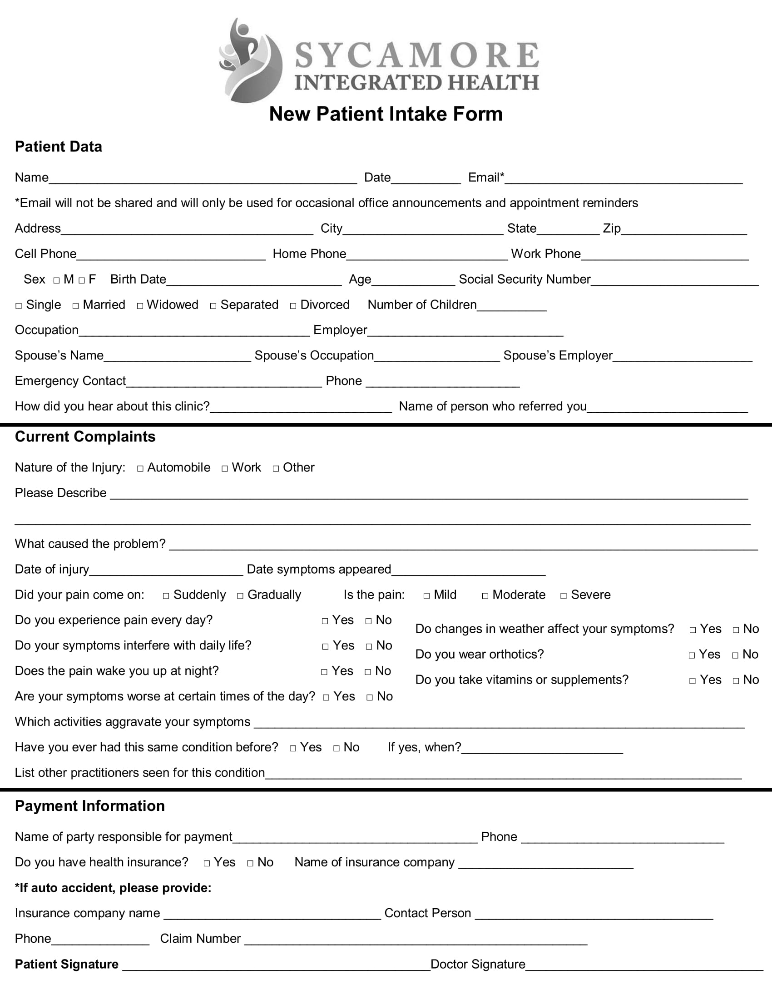 SYCAMORE
INTEGRATED HEALTH
New Patient Intake Form
Patient Data
Name____________________________________________ Date__________ Email*__________________________________
*Email will not be shared and will only be used for occasional office announcements and appointment reminders
Address____________________________________ City_______________________ State_________ Zip__________________
Cell Phone___________________________ Home Phone_______________________ Work Phone________________________
Sex □ M □ F Birth Date_________________________ Age____________ Social Security Number________________________
□ Single □ Married □ Widowed □ Separated □ Divorced Number of Children__________
Occupation_________________________________ Employer____________________________
Spouse’s Name_____________________ Spouse’s Occupation__________________ Spouse’s Employer____________________
Emergency Contact____________________________ Phone ______________________
How did you hear about this clinic?__________________________ Name of person who referred you_______________________
Current Complaints
Nature of the Injury: □ Automobile □ Work □ Other
Please Describe ___________________________________________________________________________________________
_________________________________________________________________________________________________________
What caused the problem? ____________________________________________________________________________________
Date of injury______________________ Date symptoms appeared______________________
Did your pain come on: □ Suddenly □ Gradually Is the pain: □ Mild □ Moderate □ Severe
Do you experience pain every day? □ Yes □ No
Do your symptoms interfere with daily life? □ Yes □ No
Does the pain wake you up at night? □ Yes □ No
Are your symptoms worse at certain times of the day? □ Yes □ No
Do changes in weather affect your symptoms? □ Yes □ No
Do you wear orthotics? □ Yes □ No
Do you take vitamins or supplements? □ Yes □ No
Which activities aggravate your symptoms ______________________________________________________________________
Have you ever had this same condition before? □ Yes □ No If yes, when?_______________________
List other practitioners seen for this condition____________________________________________________________________
Payment Information
Name of party responsible for payment___________________________________ Phone _____________________________
Do you have health insurance? □ Yes □ No Name of insurance company _________________________
*If auto accident, please provide:
Insurance company name _______________________________ Contact Person __________________________________
Phone______________ Claim Number _________________________________________________
Patient Signature ____________________________________________Doctor Signature__________________________________